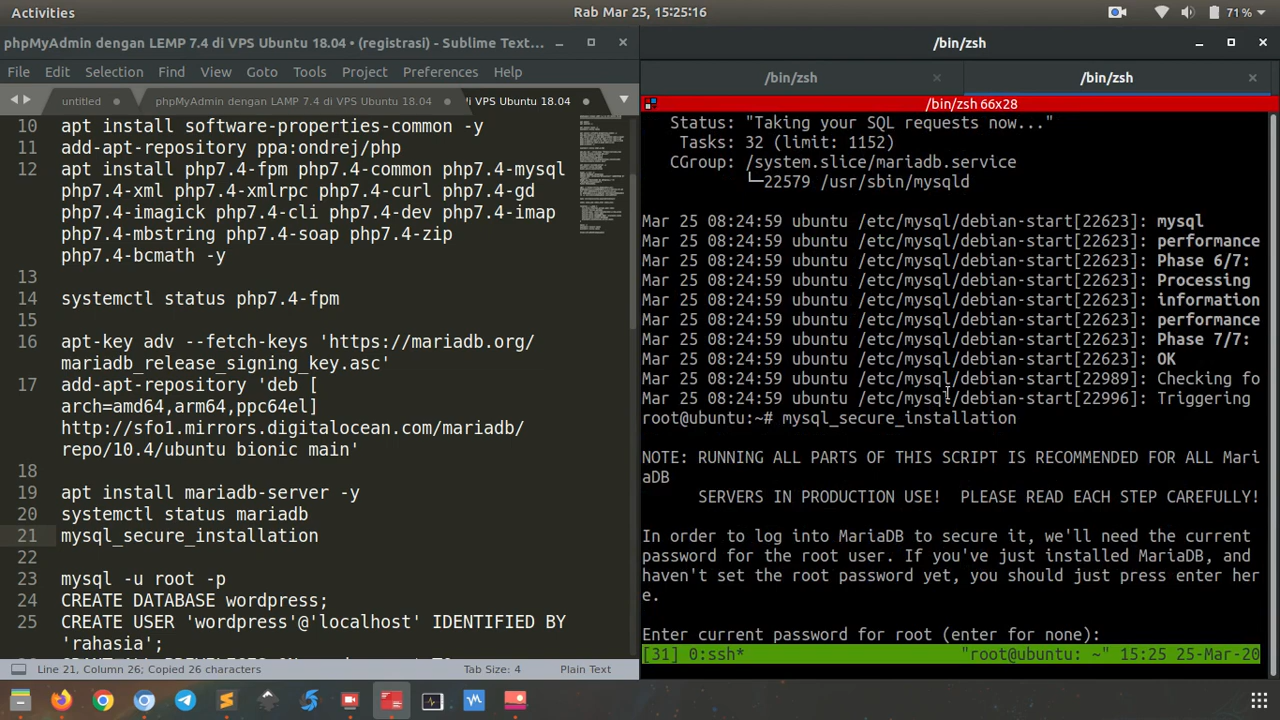 Activities
Rab Mar 25, 15:25:16
71%
phpMyAdmin dengan LEMP 7.4 di VPS Ubuntu 18.04 • (registrasi) - Sublime Text...
File Edit Selection Find View Goto Tools Project Preferences Help
untitled
phpMyAdmin dengan LAMP 7.4 di VPS Ubuntu 18.04
di VPS Ubuntu 18.04
10 apt install software-properties-common -y
11 add-apt-repository ppa:ondrej/php
12 apt install php7.4-fpm php7.4-common php7.4-mysql
php7.4-xml php7.4-xmlrpc php7.4-curl php7.4-gd
php7.4-imagick php7.4-cli php7.4-dev php7.4-imap
php7.4-mbstring php7.4-soap php7.4-zip
php7.4-bcmath -y
13
14 systemctl status php7.4-fpm
15
16 apt-key adv --fetch-keys 'https://mariadb.org/
mariadb_release_signing_key.asc'
17 add-apt-repository 'deb [
arch=amd64,arm64,ppc64el]
http://sfo1.mirrors.digitalocean.com/mariadb/
repo/10.4/ubuntu bionic main'
18
19 apt install mariadb-server -y
20 systemctl status mariadb
21 mysql_secure_installation
22
23 mysql -u root -p
24 CREATE DATABASE wordpress;
25 CREATE USER 'wordpress'@'localhost' IDENTIFIED BY
'rahasia';
Line 21, Column 26; Copied 26 characters
Tab Size: 4
Plain Text
/bin/zsh
/bin/zsh
/bin/zsh
/bin/zsh 66x28
Status: "Taking your SQL requests now..."
Tasks: 32 (limit: 1152)
CGroup: /system.slice/mariadb.service
└─22579 /usr/sbin/mysqld
Mar 25 08:24:59 ubuntu /etc/mysql/debian-start[22623]: mysql
Mar 25 08:24:59 ubuntu /etc/mysql/debian-start[22623]: performance
Mar 25 08:24:59 ubuntu /etc/mysql/debian-start[22623]: Phase 6/7:
Mar 25 08:24:59 ubuntu /etc/mysql/debian-start[22623]: Processing
Mar 25 08:24:59 ubuntu /etc/mysql/debian-start[22623]: information
Mar 25 08:24:59 ubuntu /etc/mysql/debian-start[22623]: performance
Mar 25 08:24:59 ubuntu /etc/mysql/debian-start[22623]: Phase 7/7:
Mar 25 08:24:59 ubuntu /etc/mysql/debian-start[22623]: OK
Mar 25 08:24:59 ubuntu /etc/mysql/debian-start[22989]: Checking fo
Mar 25 08:24:59 ubuntu /etc/mysql/debian-start[22996]: Triggering
root@ubuntu:~# mysql_secure_installation
NOTE: RUNNING ALL PARTS OF THIS SCRIPT IS RECOMMENDED FOR ALL Mari
aDB
SERVERS IN PRODUCTION USE!  PLEASE READ EACH STEP CAREFULLY!
In order to log into MariaDB to secure it, we'll need the current
password for the root user. If you've just installed MariaDB, and
haven't set the root password yet, you should just press enter her
e.
Enter current password for root (enter for none):
[31] 0:ssh*
"root@ubuntu: ~" 15:25 25-Mar-20